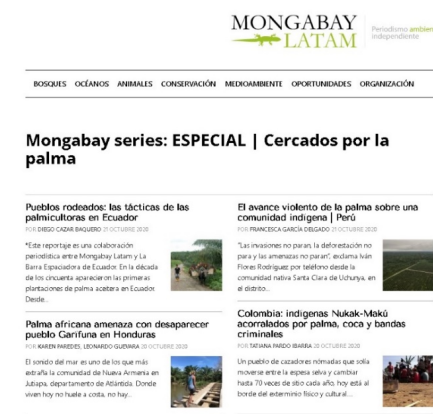 MONGABAY
LATAM
Periodismo ambien
independiente
BOSQUES OCÉANOS ANIMALES CONSERVACIÓN MEDIOAMBIENTE OPORTUNIDADES ORGANIZACIÓN
Mongabay series: ESPECIAL | Cercados por la
palma
Pueblos rodeados: las tácticas de las
palmicultoras en Ecuador
POR DIEGO CAZAR BAQUERO 21 OCTUBRE 2020
*Este reportaje es una colaboración
periodística entre Mongabay Latam y La
Barra Espaciadora de Ecuador. En la década
de los cincuenta aparecieron las primeras
plantaciones de palma aceitera en Ecuador.
Desde...
El avance violento de la palma sobre una
comunidad indígena | Perú
POR FRANCESCA GARCÍA DELGADO 21 OCTUBRE 2020
"Las invasiones no paran, la deforestación no
para y las amenazas no paran", exclama Iván
Flores Rodríguez por teléfono desde la
comunidad nativa Santa Clara de Uchunya, en
el distrito...
Palma africana amenaza con desaparecer
pueblo Garífuna en Honduras
POR KAREN PAREDES, LEONARDO GUEVARA 20 OCTUBRE 2020
El sonido del mar es uno de los que más
extraña la comunidad de Nueva Armenia en
Jutiapa, departamento de Atlántida. Donde
viven hoy no huele a costa, no hay...
Colombia: indígenas Nukak-Makú
acorralados por palma, coca y bandas
criminales
POR TATIANA PARDO IBARRA 20 OCTUBRE 2020
Un pueblo de cazadores nómadas que solía
moverse entre la espesa selva y cambiar
hasta 70 veces de sitio cada año, hoy está al
borde del exterminio físico y cultural...